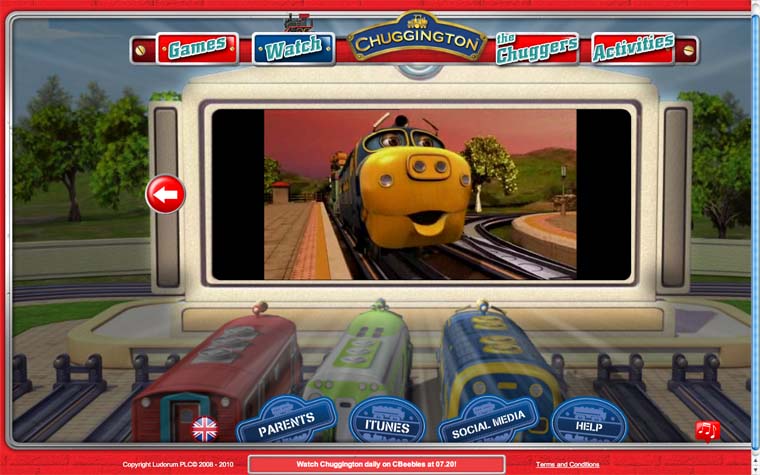 Games
Watch
CHUGGINGTON
the
Chuggers
Activities
PARENTS
ITUNES
SOCIAL MEDIA
HELP
Copyright Ludorum PLC© 2008 - 2010
Watch Chuggington daily on CBeebies at 07.20!
Terms and Conditions